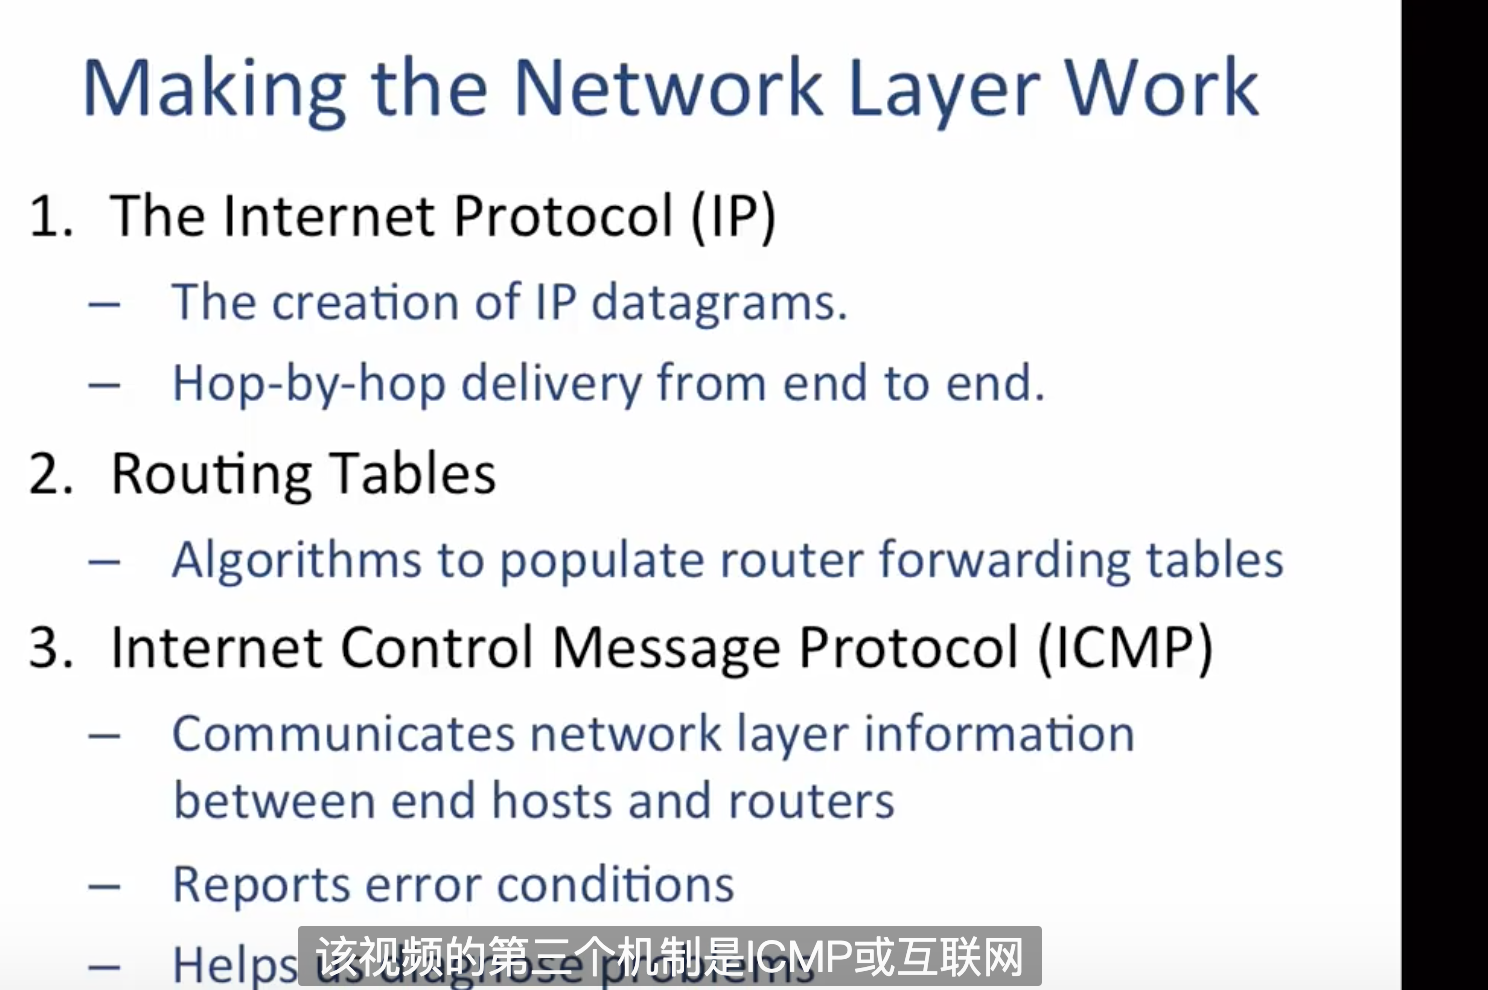 Making the Network Layer Work
1. The Internet Protocol (IP)
– The creation of IP datagrams.
– Hop-by-hop delivery from end to end.
2. Routing Tables
– Algorithms to populate router forwarding tables
3. Internet Control Message Protocol (ICMP)
– Communicates network layer information
between end hosts and routers
– Reports error conditions
– Helps us diagnose problems
该视频的第三个机制是ICMP或互联网